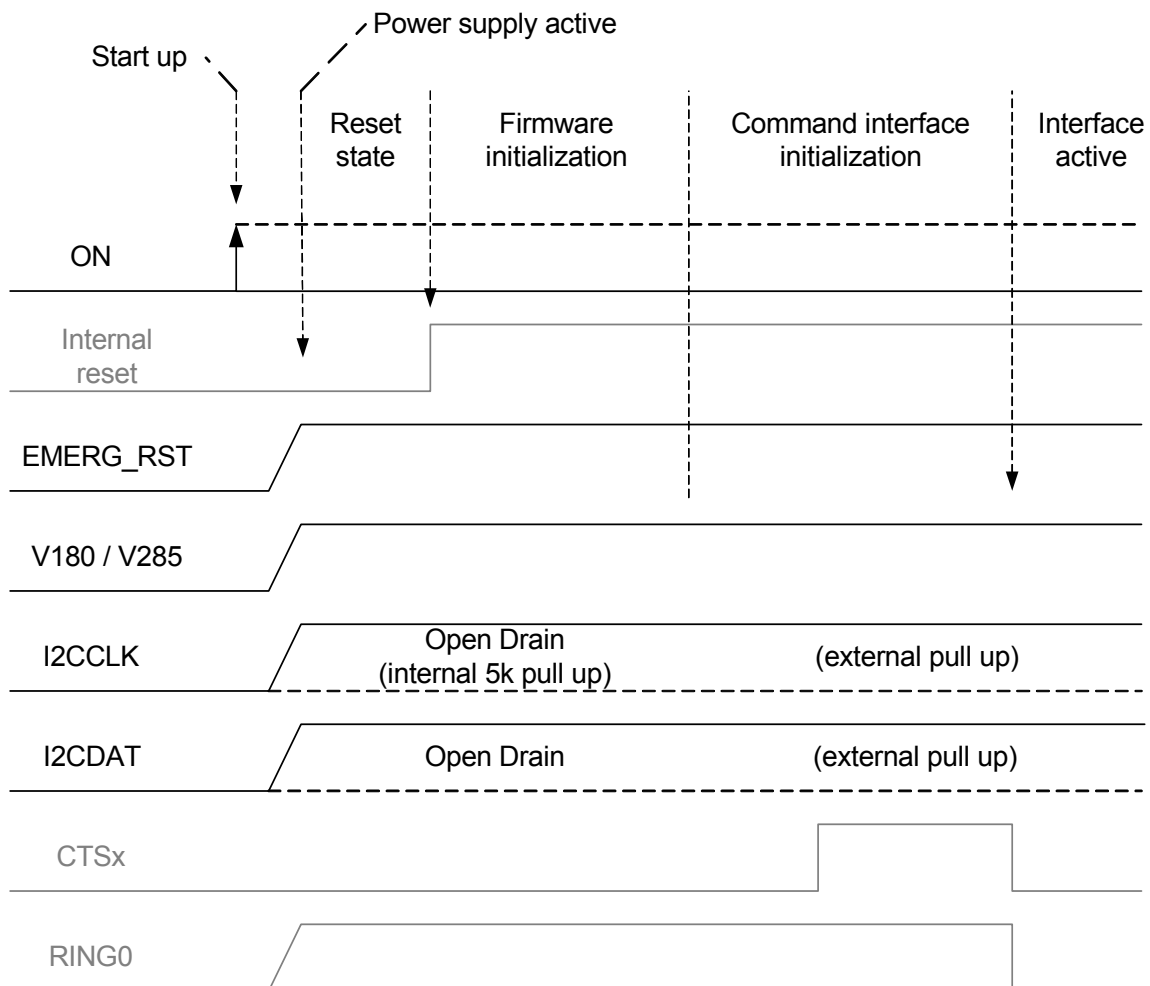 Power supply active
Start up
Reset
state
Firmware
initialization
Command interface
initialization
Interface
active
ON
Internal
reset
EMERG_RST
V180 / V285
I2CCLK
Open Drain
(internal 5k pull up)
(external pull up)
I2CDAT
Open Drain
(external pull up)
CTSx
RING0